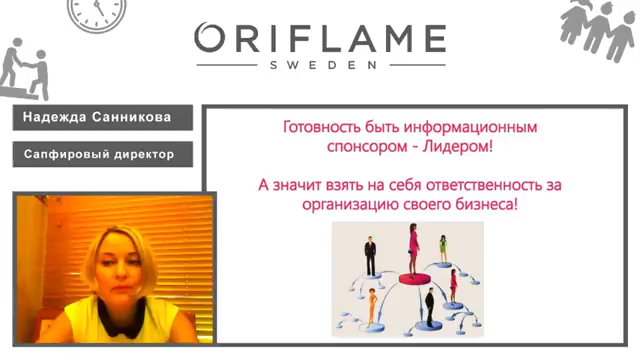 ORIFLAME
SWEDEN
Надежда Санникова
Сапфировый директор
Готовность быть информационным
спонсором - Лидером!
А значит взять на себя ответственность за
организацию своего бизнеса!